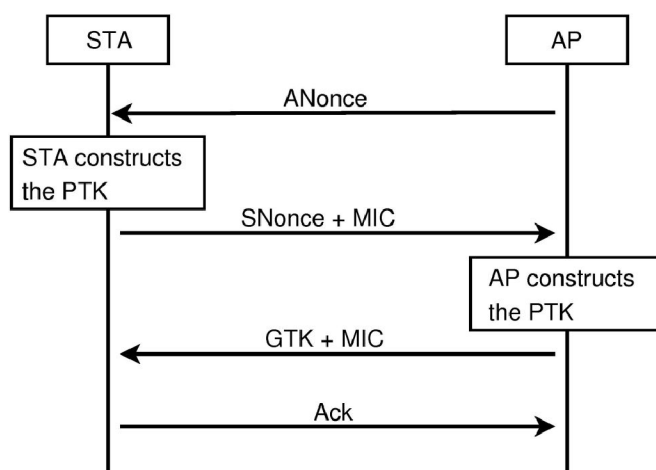 STA
AP
ANonce
STA constructs
the PTK
SNonce + MIC
AP constructs
the PTK
GTK + MIC
Ack